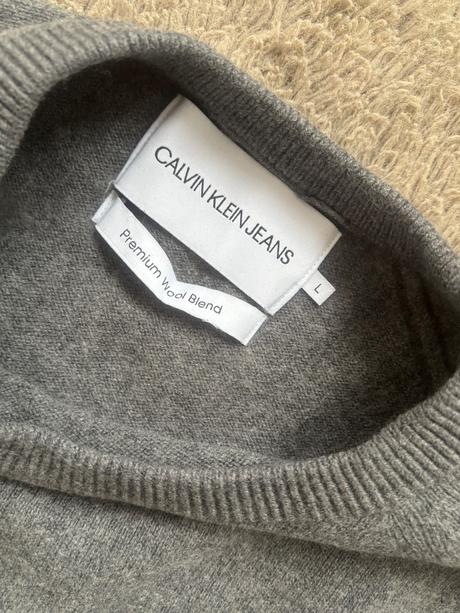 CALVIN KLEIN JEANS
L
Premium Wool Blend